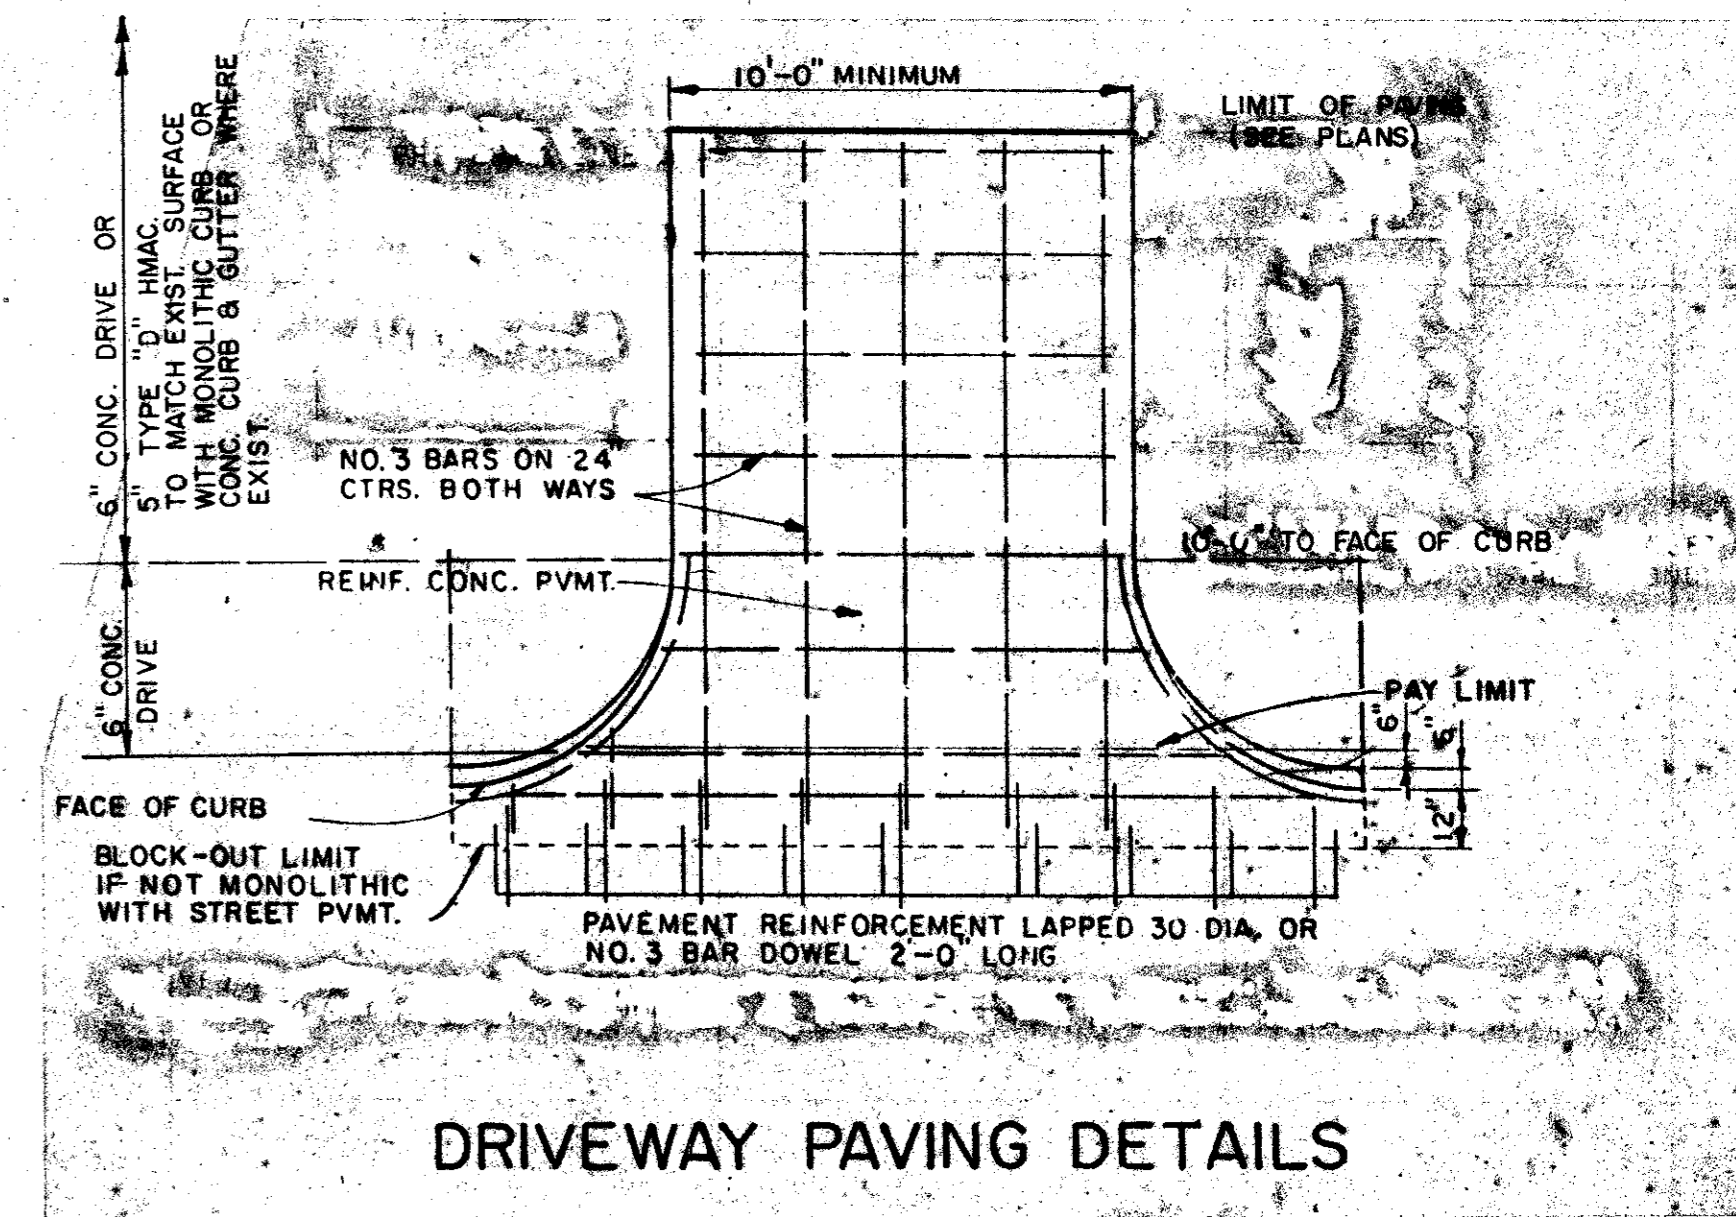 10'-0" MINIMUM
LIMIT OF PAVING
(SEE PLANS)
6" CONC. DRIVE OR
5" TYPE "D" HMAC.
TO MATCH EXIST. SURFACE
WITH MONOLITHIC CURB OR
CONC. CURB & GUTTER WHERE
EXIST.
NO. 3 BARS ON 24"
CTRS. BOTH WAYS
10'-0" TO FACE OF CURB
REINF. CONC. PVMT.
6" CONC.
DRIVE
PAY LIMIT
6"
6"
12"
FACE OF CURB
BLOCK-OUT LIMIT
IF NOT MONOLITHIC
WITH STREET PVMT.
PAVEMENT REINFORCEMENT LAPPED 30 DIA. OR
NO. 3 BAR DOWEL 2'-0" LONG
DRIVEWAY PAVING DETAILS